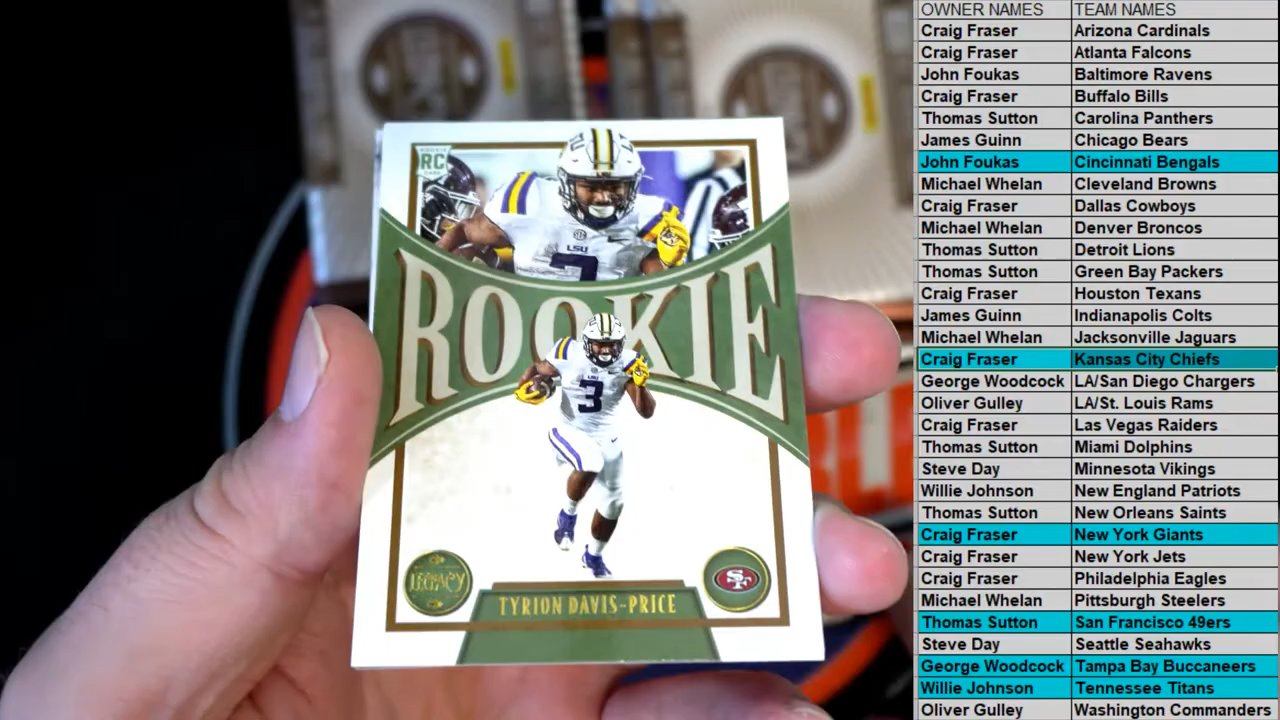 ROOKIE
RC
CARD
LSU
3
ROOKIE
3
LEGACY
SF
TYRION DAVIS-PRICE
OWNER NAMES TEAM NAMES
Craig Fraser Arizona Cardinals
Craig Fraser Atlanta Falcons
John Foukas Baltimore Ravens
Craig Fraser Buffalo Bills
Thomas Sutton Carolina Panthers
James Guinn Chicago Bears
John Foukas Cincinnati Bengals
Michael Whelan Cleveland Browns
Craig Fraser Dallas Cowboys
Michael Whelan Denver Broncos
Thomas Sutton Detroit Lions
Thomas Sutton Green Bay Packers
Craig Fraser Houston Texans
James Guinn Indianapolis Colts
Michael Whelan Jacksonville Jaguars
Craig Fraser Kansas City Chiefs
George Woodcock LA/San Diego Chargers
Oliver Gulley LA/St. Louis Rams
Craig Fraser Las Vegas Raiders
Thomas Sutton Miami Dolphins
Steve Day Minnesota Vikings
Willie Johnson New England Patriots
Thomas Sutton New Orleans Saints
Craig Fraser New York Giants
Craig Fraser New York Jets
Craig Fraser Philadelphia Eagles
Michael Whelan Pittsburgh Steelers
Thomas Sutton San Francisco 49ers
Steve Day Seattle Seahawks
George Woodcock Tampa Bay Buccaneers
Willie Johnson Tennessee Titans
Oliver Gulley Washington Commanders